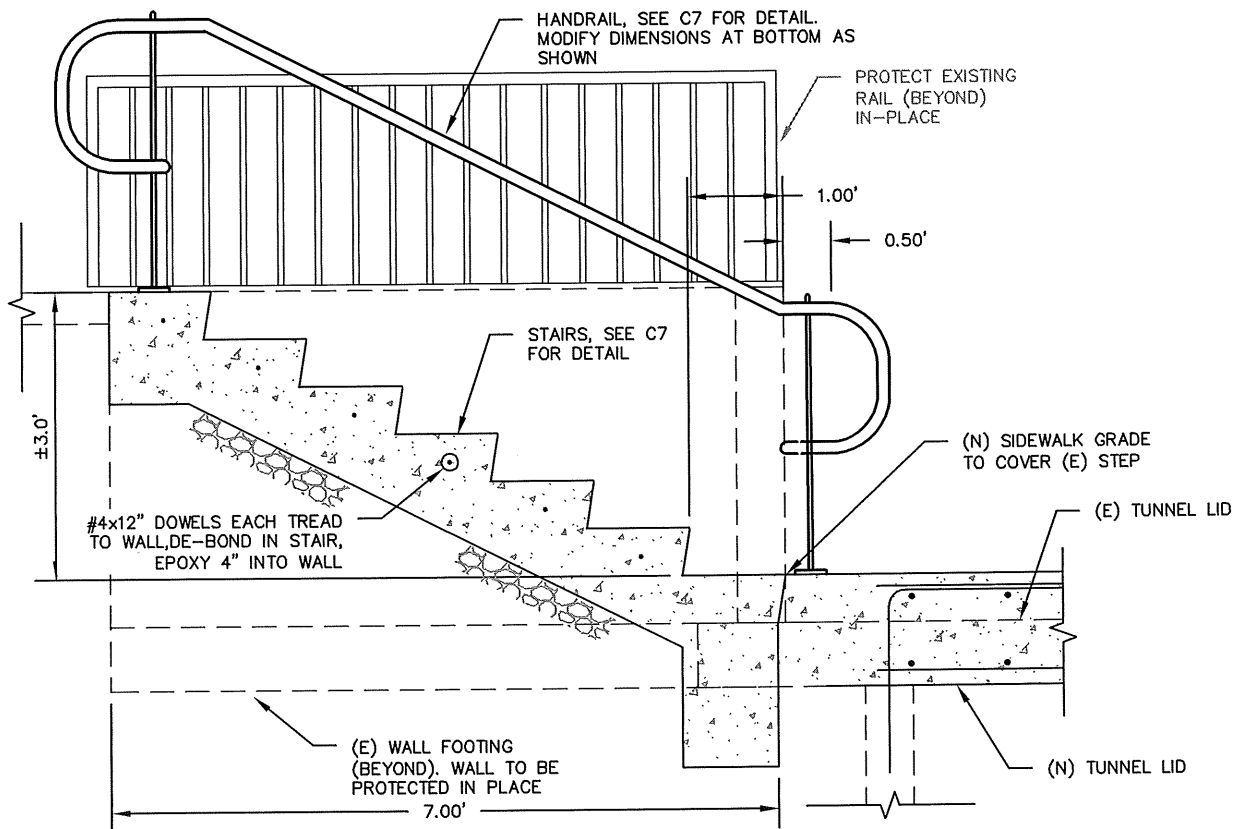 HANDRAIL, SEE C7 FOR DETAIL.
MODIFY DIMENSIONS AT BOTTOM AS
SHOWN
PROTECT EXISTING
RAIL (BEYOND)
IN-PLACE
1.00'
0.50'
STAIRS, SEE C7
FOR DETAIL
±3.0'
(N) SIDEWALK GRADE
TO COVER (E) STEP
(E) TUNNEL LID
#4x12" DOWELS EACH TREAD
TO WALL,DE-BOND IN STAIR,
EPOXY 4" INTO WALL
(E) WALL FOOTING
(BEYOND). WALL TO BE
PROTECTED IN PLACE
(N) TUNNEL LID
7.00'